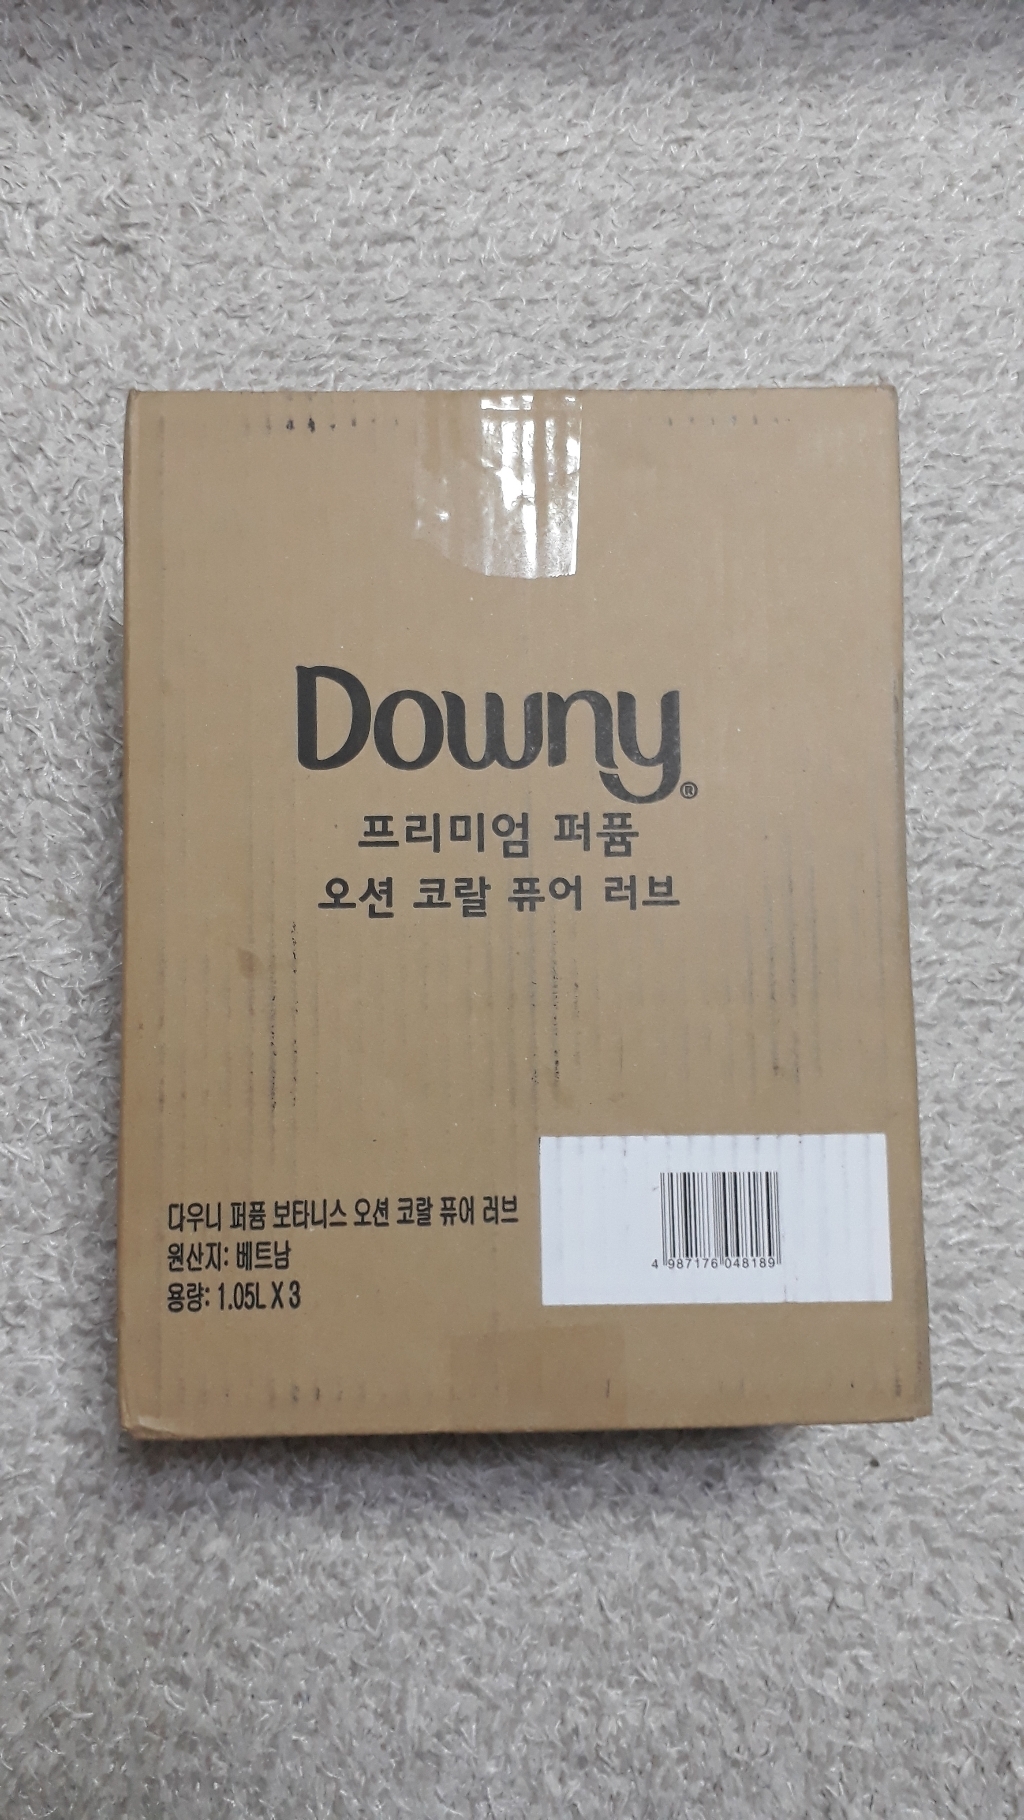 Downy®
프리미엄 퍼품
오션 코랄 퓨어 러브
다우니 퍼품 보타니스 오션 코랄 퓨어 러브
원산지: 베트남
용량: 1.05L X 3
4 987176 048189